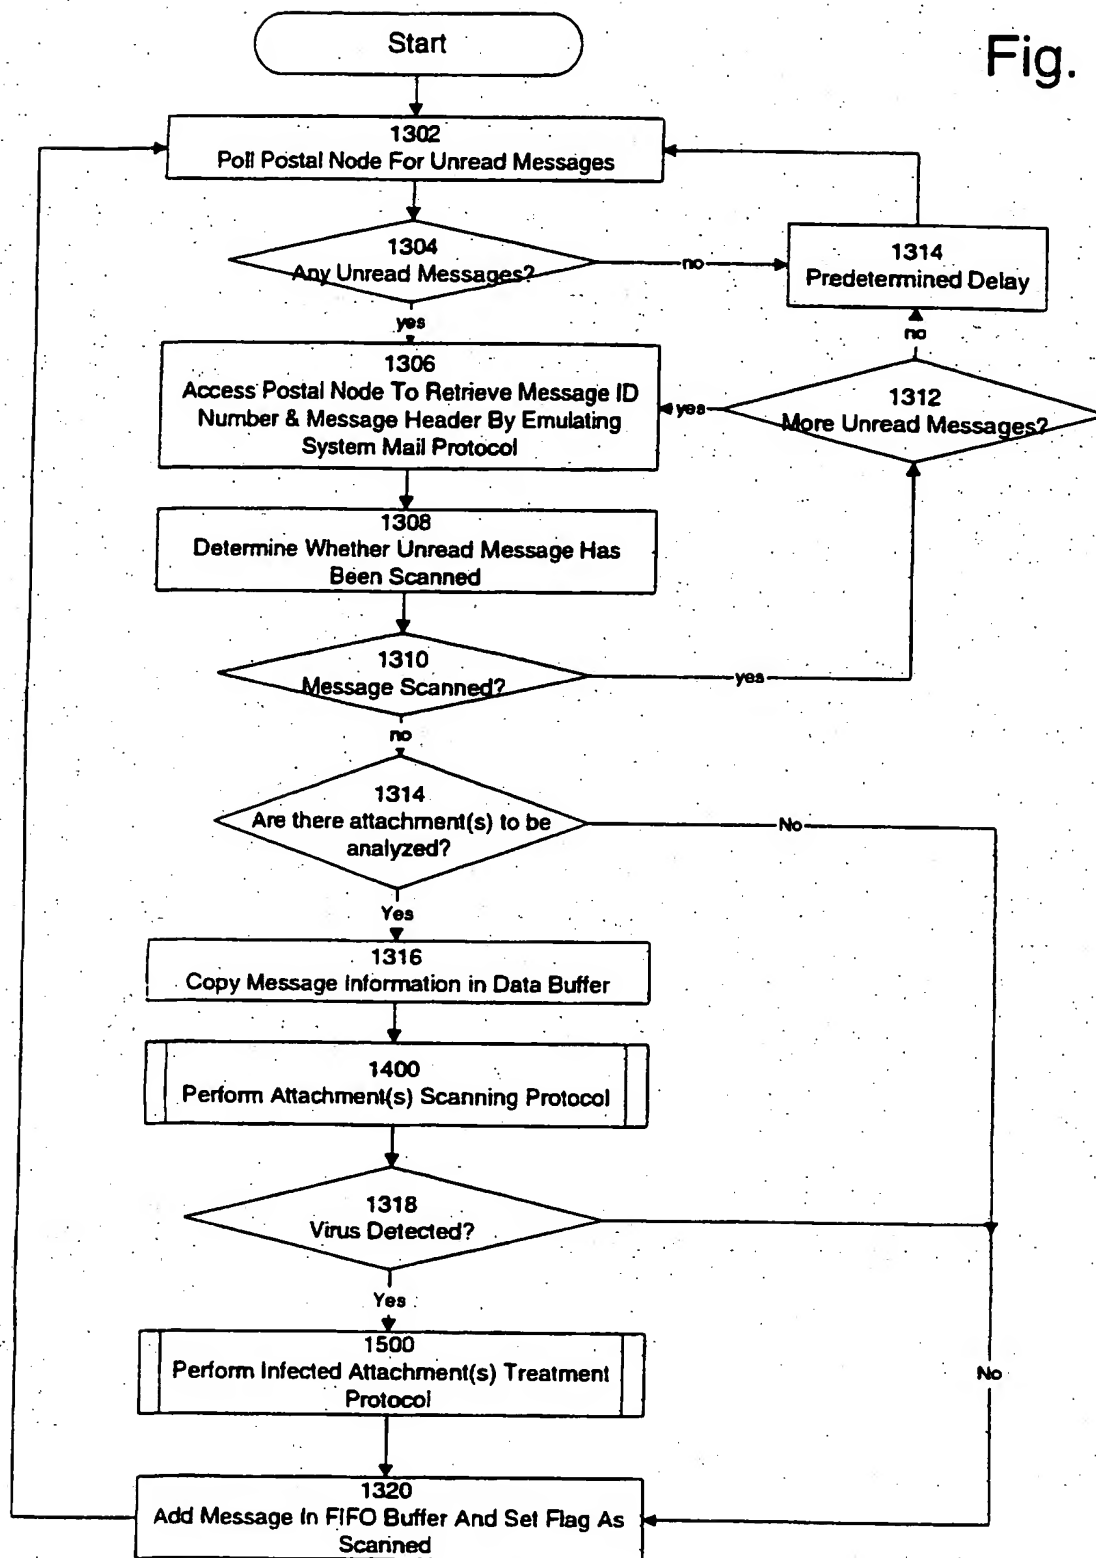 Start
Fig.
1302
Poll Postal Node For Unread Messages
1304
Any Unread Messages?
no
1314
Predetermined Delay
yes
no
1306
Access Postal Node To Retrieve Message ID
Number & Message Header By Emulating
System Mail Protocol
yes
1312
More Unread Messages?
1308
Determine Whether Unread Message Has
Been Scanned
1310
Message Scanned?
yes
no
1314
Are there attachment(s) to be
analyzed?
No
Yes
1316
Copy Message Information in Data Buffer
1400
Perform Attachment(s) Scanning Protocol
1318
Virus Detected?
Yes
1500
Perform Infected Attachment(s) Treatment
Protocol
No
1320
Add Message In FIFO Buffer And Set Flag As
Scanned